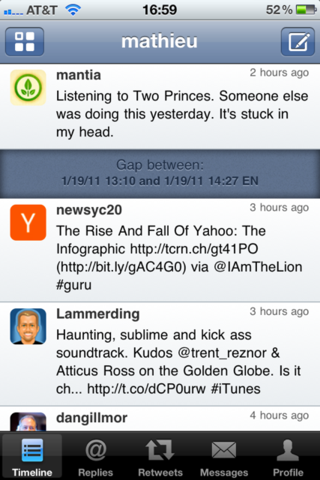 AT&T 16:59 52%
mathieu
mantia 2 hours ago
Listening to Two Princes. Someone else
was doing this yesterday. It's stuck in
my head.
Gap between:
1/19/11 13:10 and 1/19/11 14:27 EN
newsyc20 3 hours ago
Y
The Rise And Fall Of Yahoo: The
Infographic http://tcrn.ch/gt41PO
(http://bit.ly/gAC4G0) via @IAmTheLion
#guru
Lammerding 3 hours ago
Haunting, sublime and kick ass
soundtrack. Kudos @trent_reznor &
Atticus Ross on the Golden Globe. Is it
ch... http://t.co/dCP0urw #iTunes
dangillmor 4 hours ago
Timeline Replies Retweets Messages Profile